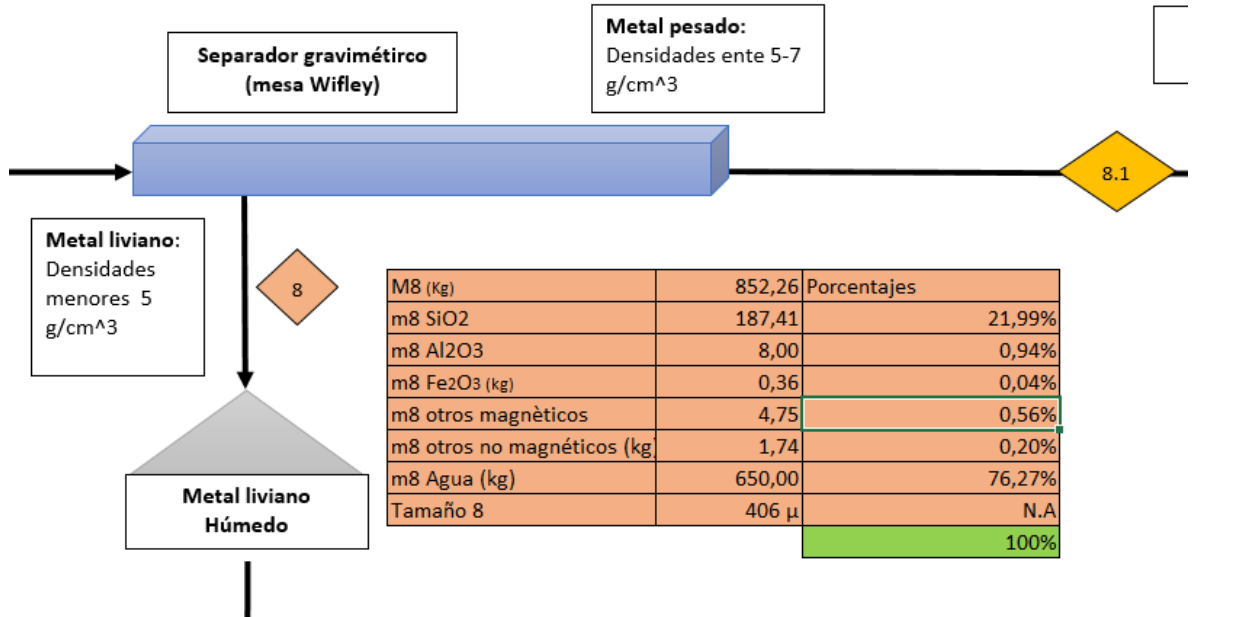 Separador gravimétirco
(mesa Wifley)
Metal pesado:
Densidades ente 5-7
g/cm^3
8.1
Metal liviano:
Densidades
menores 5
g/cm^3
8
M8 (Kg) 852,26 Porcentajes
m8 SiO2 187,41 21,99%
m8 Al2O3 8,00 0,94%
m8 Fe2O3 (kg) 0,36 0,04%
m8 otros magnèticos 4,75 0,56%
m8 otros no magnéticos (kg) 1,74 0,20%
m8 Agua (kg) 650,00 76,27%
Tamaño 8 406 μ N.A
100%
Metal liviano
Húmedo